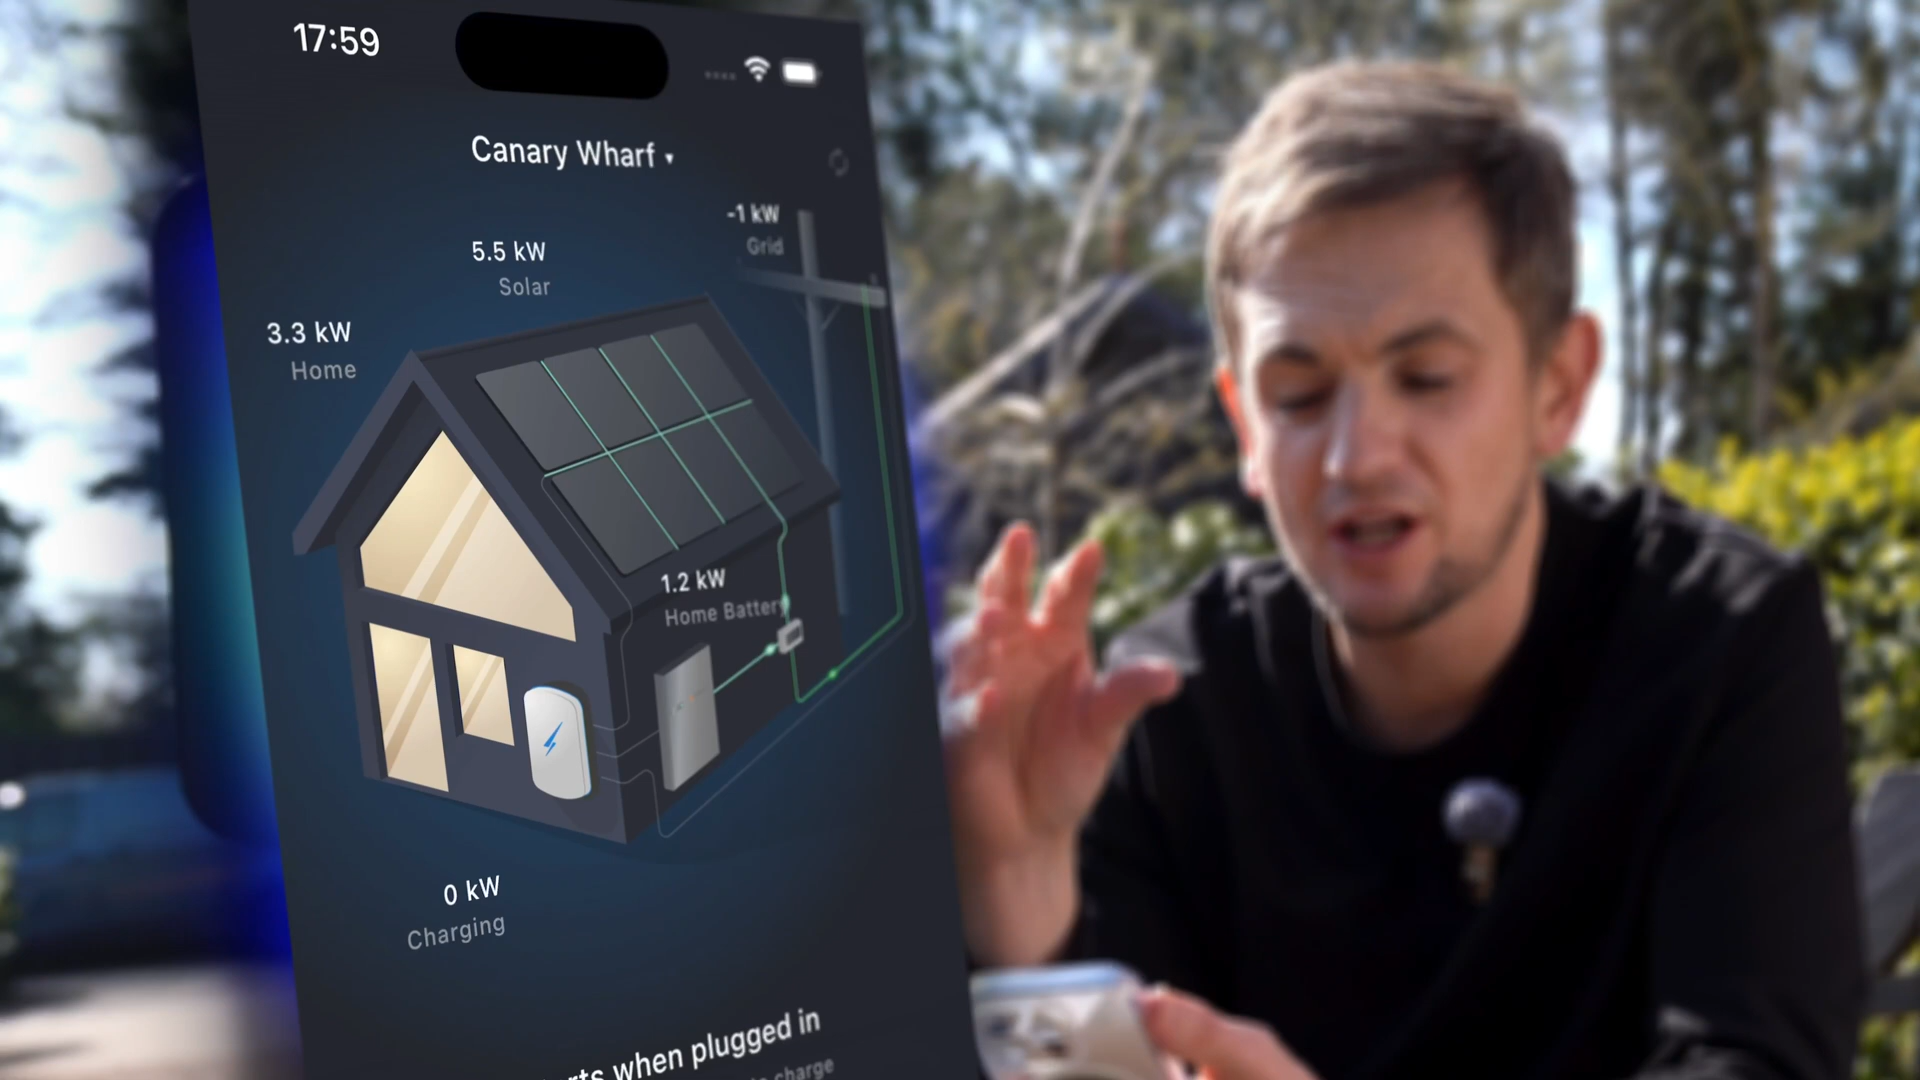 17:59
Canary Wharf
-1 kW
Grid
5.5 kW
Solar
3.3 kW
Home
1.2 kW
Home Battery
0 kW
Charging
when plugged in
charge